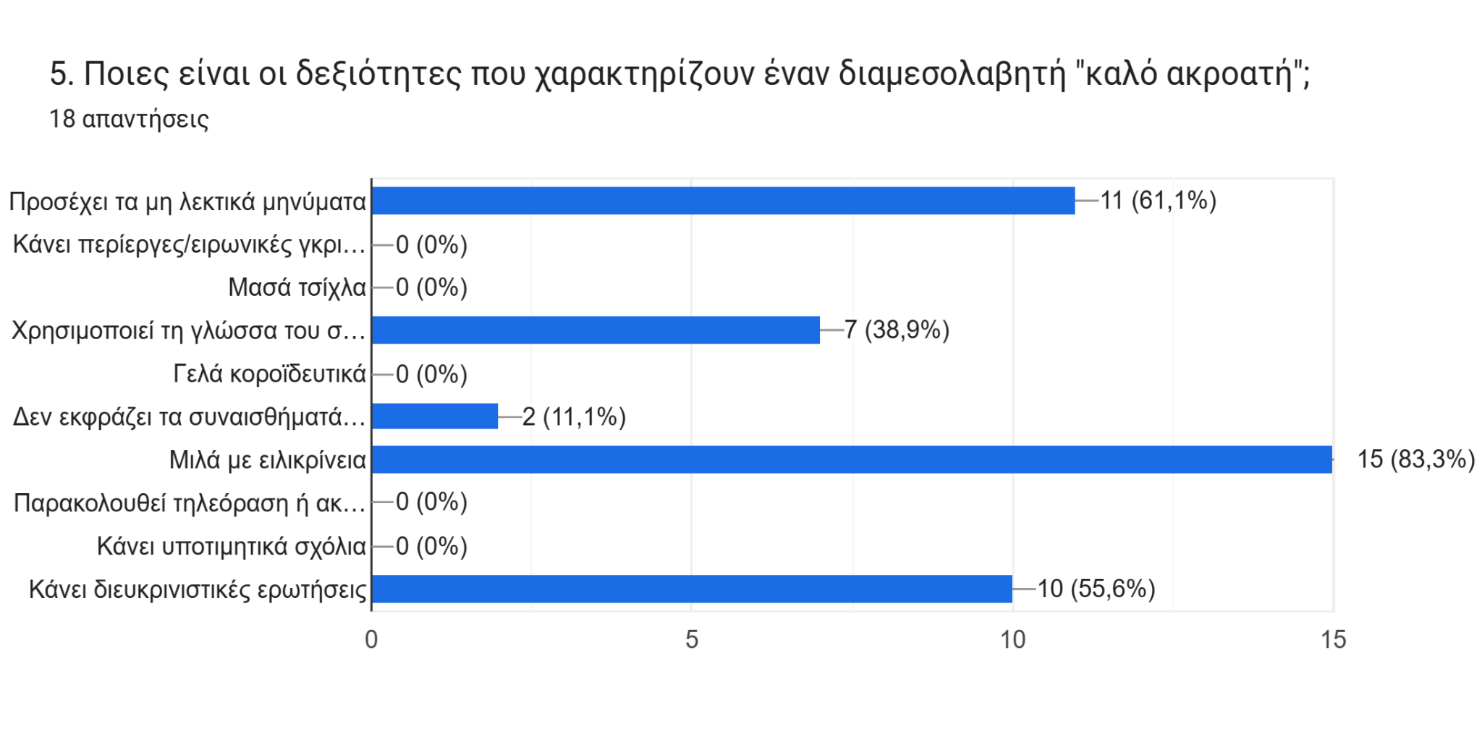 5. Ποιες είναι οι δεξιότητες που χαρακτηρίζουν έναν διαμεσολαβητή "καλό ακροατή";
18 απαντήσεις
Προσέχει τα μη λεκτικά μηνύματα 11 (61,1%)
Κάνει περίεργες/ειρωνικές γκρι… 0 (0%)
Μασά τσίχλα 0 (0%)
Χρησιμοποιεί τη γλώσσα του σ… 7 (38,9%)
Γελά κοροϊδευτικά 0 (0%)
Δεν εκφράζει τα συναισθήματά… 2 (11,1%)
Μιλά με ειλικρίνεια 15 (83,3%)
Παρακολουθεί τηλεόραση ή ακ… 0 (0%)
Κάνει υποτιμητικά σχόλια 0 (0%)
Κάνει διευκρινιστικές ερωτήσεις 10 (55,6%)
0 5 10 15